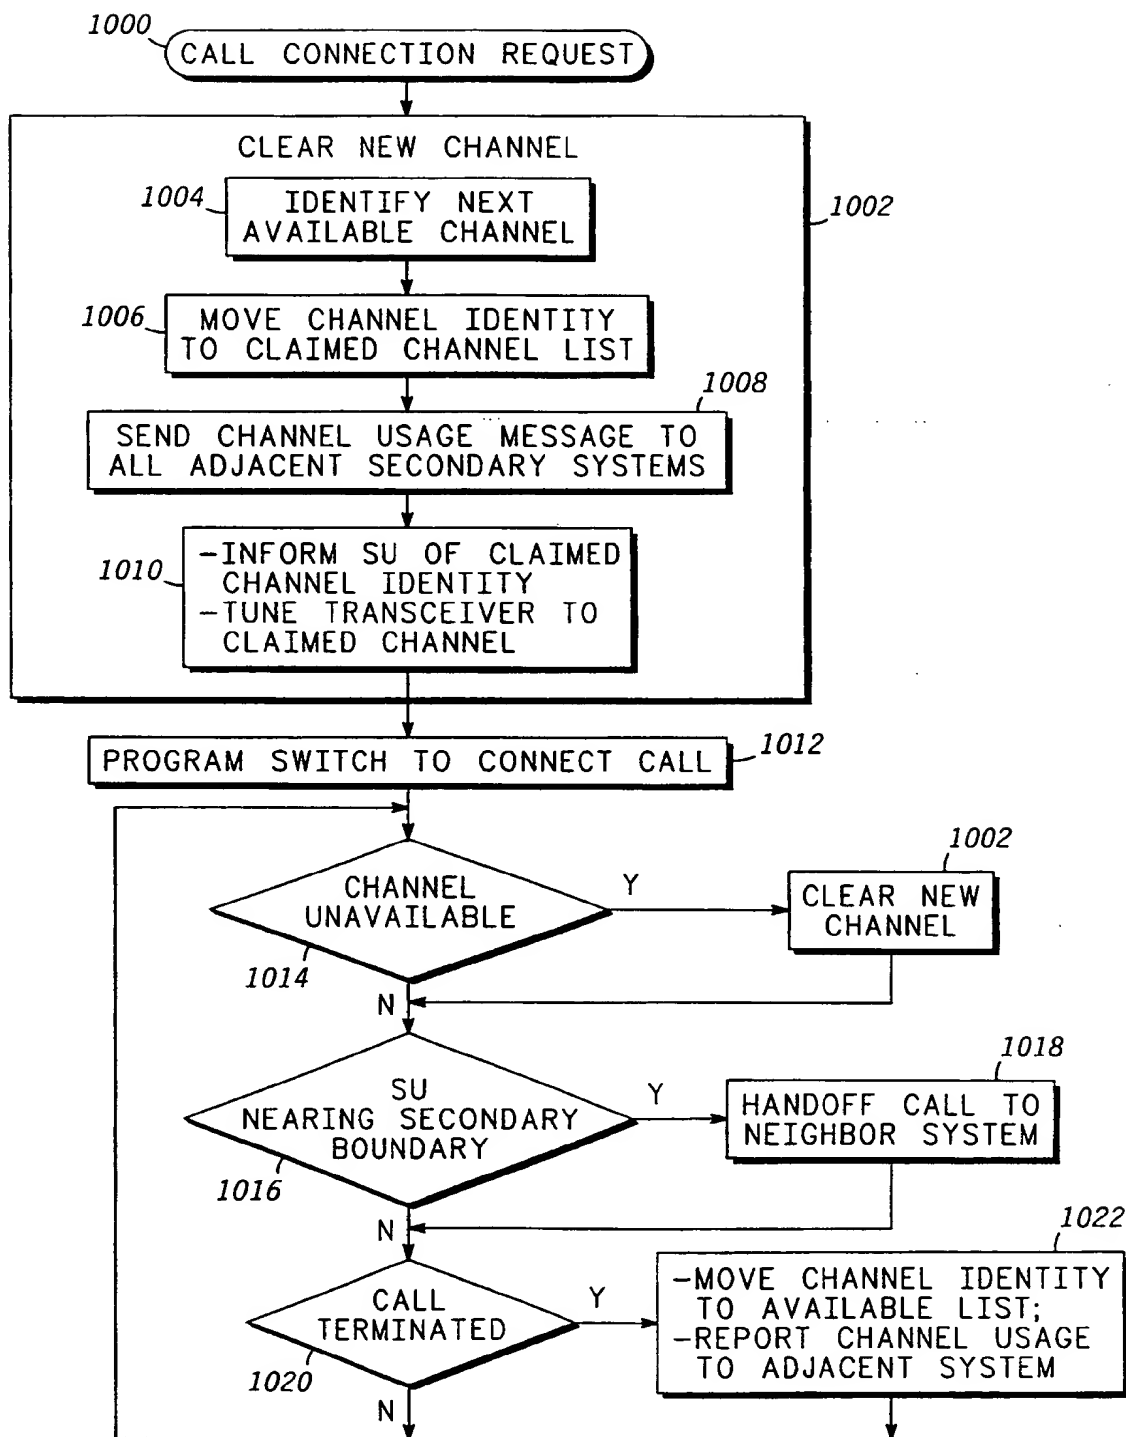 1000
CALL CONNECTION REQUEST
CLEAR NEW CHANNEL
1004
IDENTIFY NEXT
AVAILABLE CHANNEL
1002
1006
MOVE CHANNEL IDENTITY
TO CLAIMED CHANNEL LIST
1008
SEND CHANNEL USAGE MESSAGE TO
ALL ADJACENT SECONDARY SYSTEMS
1010
-INFORM SU OF CLAIMED
CHANNEL IDENTITY
-TUNE TRANSCEIVER TO
CLAIMED CHANNEL
PROGRAM SWITCH TO CONNECT CALL
1012
CHANNEL
UNAVAILABLE
1014
Y
1002
CLEAR NEW
CHANNEL
N
SU
NEARING SECONDARY
BOUNDARY
1016
Y
1018
HANDOFF CALL TO
NEIGHBOR SYSTEM
N
CALL
TERMINATED
1020
Y
1022
-MOVE CHANNEL IDENTITY
TO AVAILABLE LIST;
-REPORT CHANNEL USAGE
TO ADJACENT SYSTEM
N